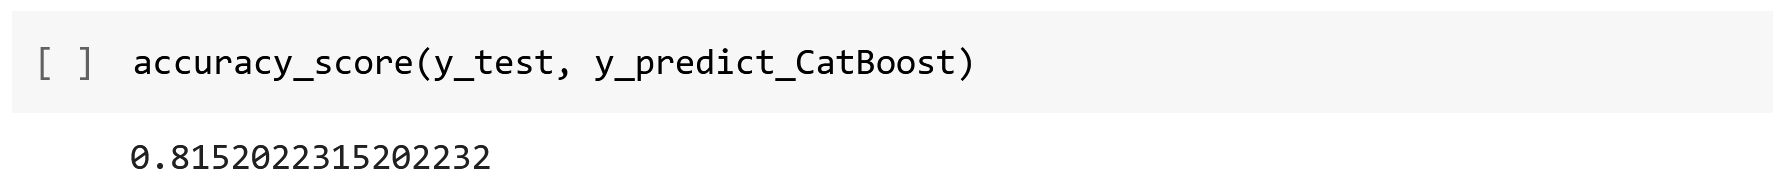 [ ] accuracy_score(y_test, y_predict_CatBoost)
0.8152022315202232